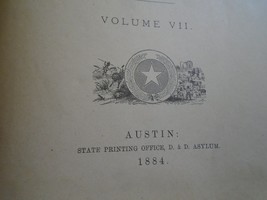 VOLUME VII.
AUSTIN:
STATE PRINTING OFFICE, D. & D. ASYLUM
1884.